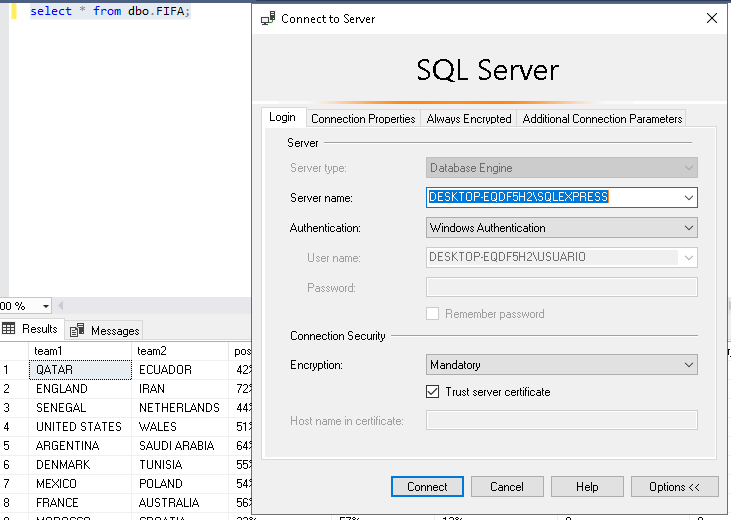 select * from dbo.FIFA;
Connect to Server
SQL Server
Login Connection Properties Always Encrypted Additional Connection Parameters
Server
Server type: Database Engine
Server name: DESKTOP-EQDF5H2\SQLEXPRESS
Authentication: Windows Authentication
User name: DESKTOP-EQDF5H2\USUARIO
Password:
Remember password
Connection Security
Encryption: Mandatory
Trust server certificate
Host name in certificate:
Connect Cancel Help Options <<
00 %
Results Messages
team1 team2 pos
1 QATAR ECUADOR 42%
2 ENGLAND IRAN 72%
3 SENEGAL NETHERLANDS 44%
4 UNITED STATES WALES 51%
5 ARGENTINA SAUDI ARABIA 64%
6 DENMARK TUNISIA 55%
7 MEXICO POLAND 54%
8 FRANCE AUSTRALIA 56%